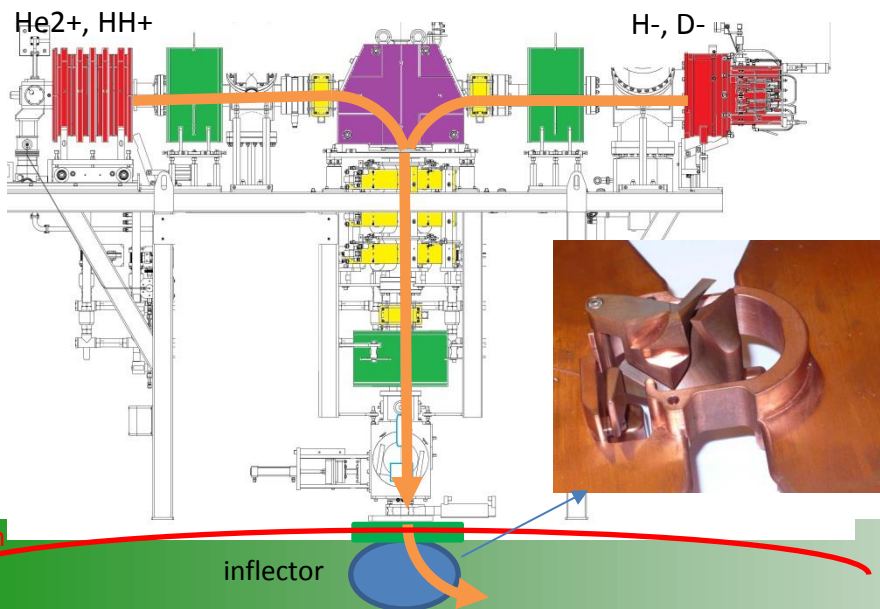 He2+, HH+
H-, D-
inflector